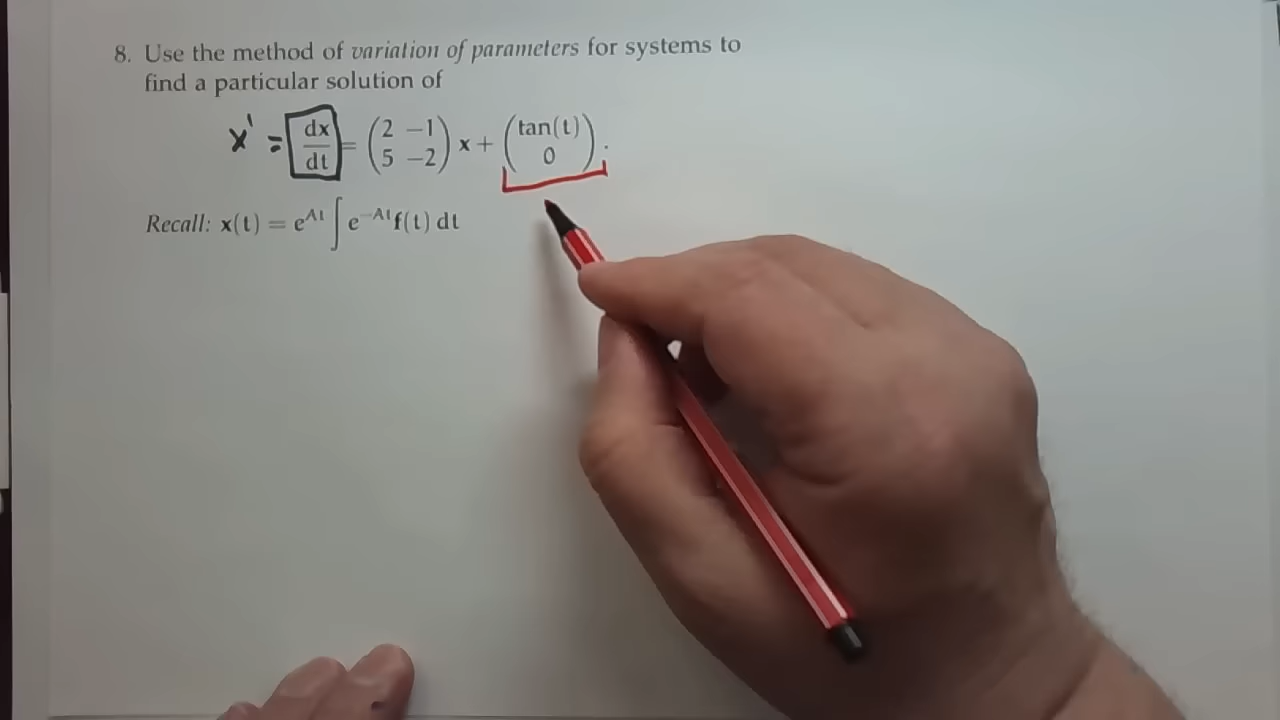 8. Use the method of variation of parameters for systems to
find a particular solution of
x' = dx/dt = (2 −1; 5 −2) x + (tan(t); 0).
Recall: x(t) = e^{At} ∫ e^{−At} f(t) dt